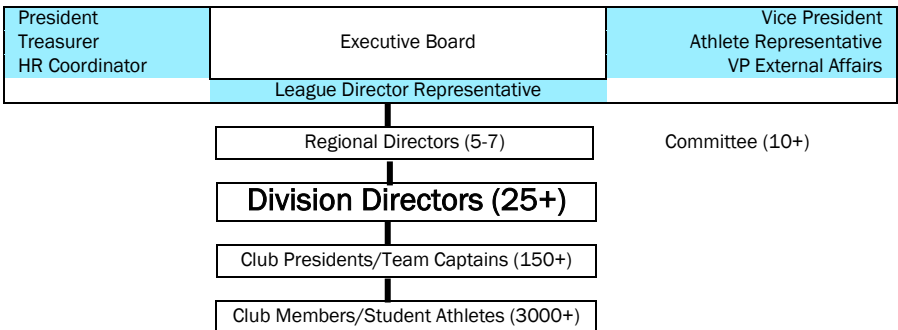 President
Treasurer
HR Coordinator
Executive Board
Vice President
Athlete Representative
VP External Affairs
League Director Representative
Regional Directors (5-7)
Committee (10+)
Division Directors (25+)
Club Presidents/Team Captains (150+)
Club Members/Student Athletes (3000+)